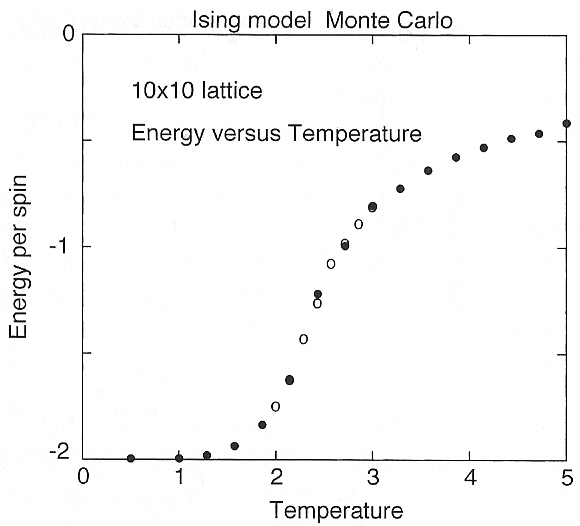 Ising model Monte Carlo
0
10x10 lattice
Energy versus Temperature
Energy per spin
-1
-2
0 1 2 3 4 5
Temperature